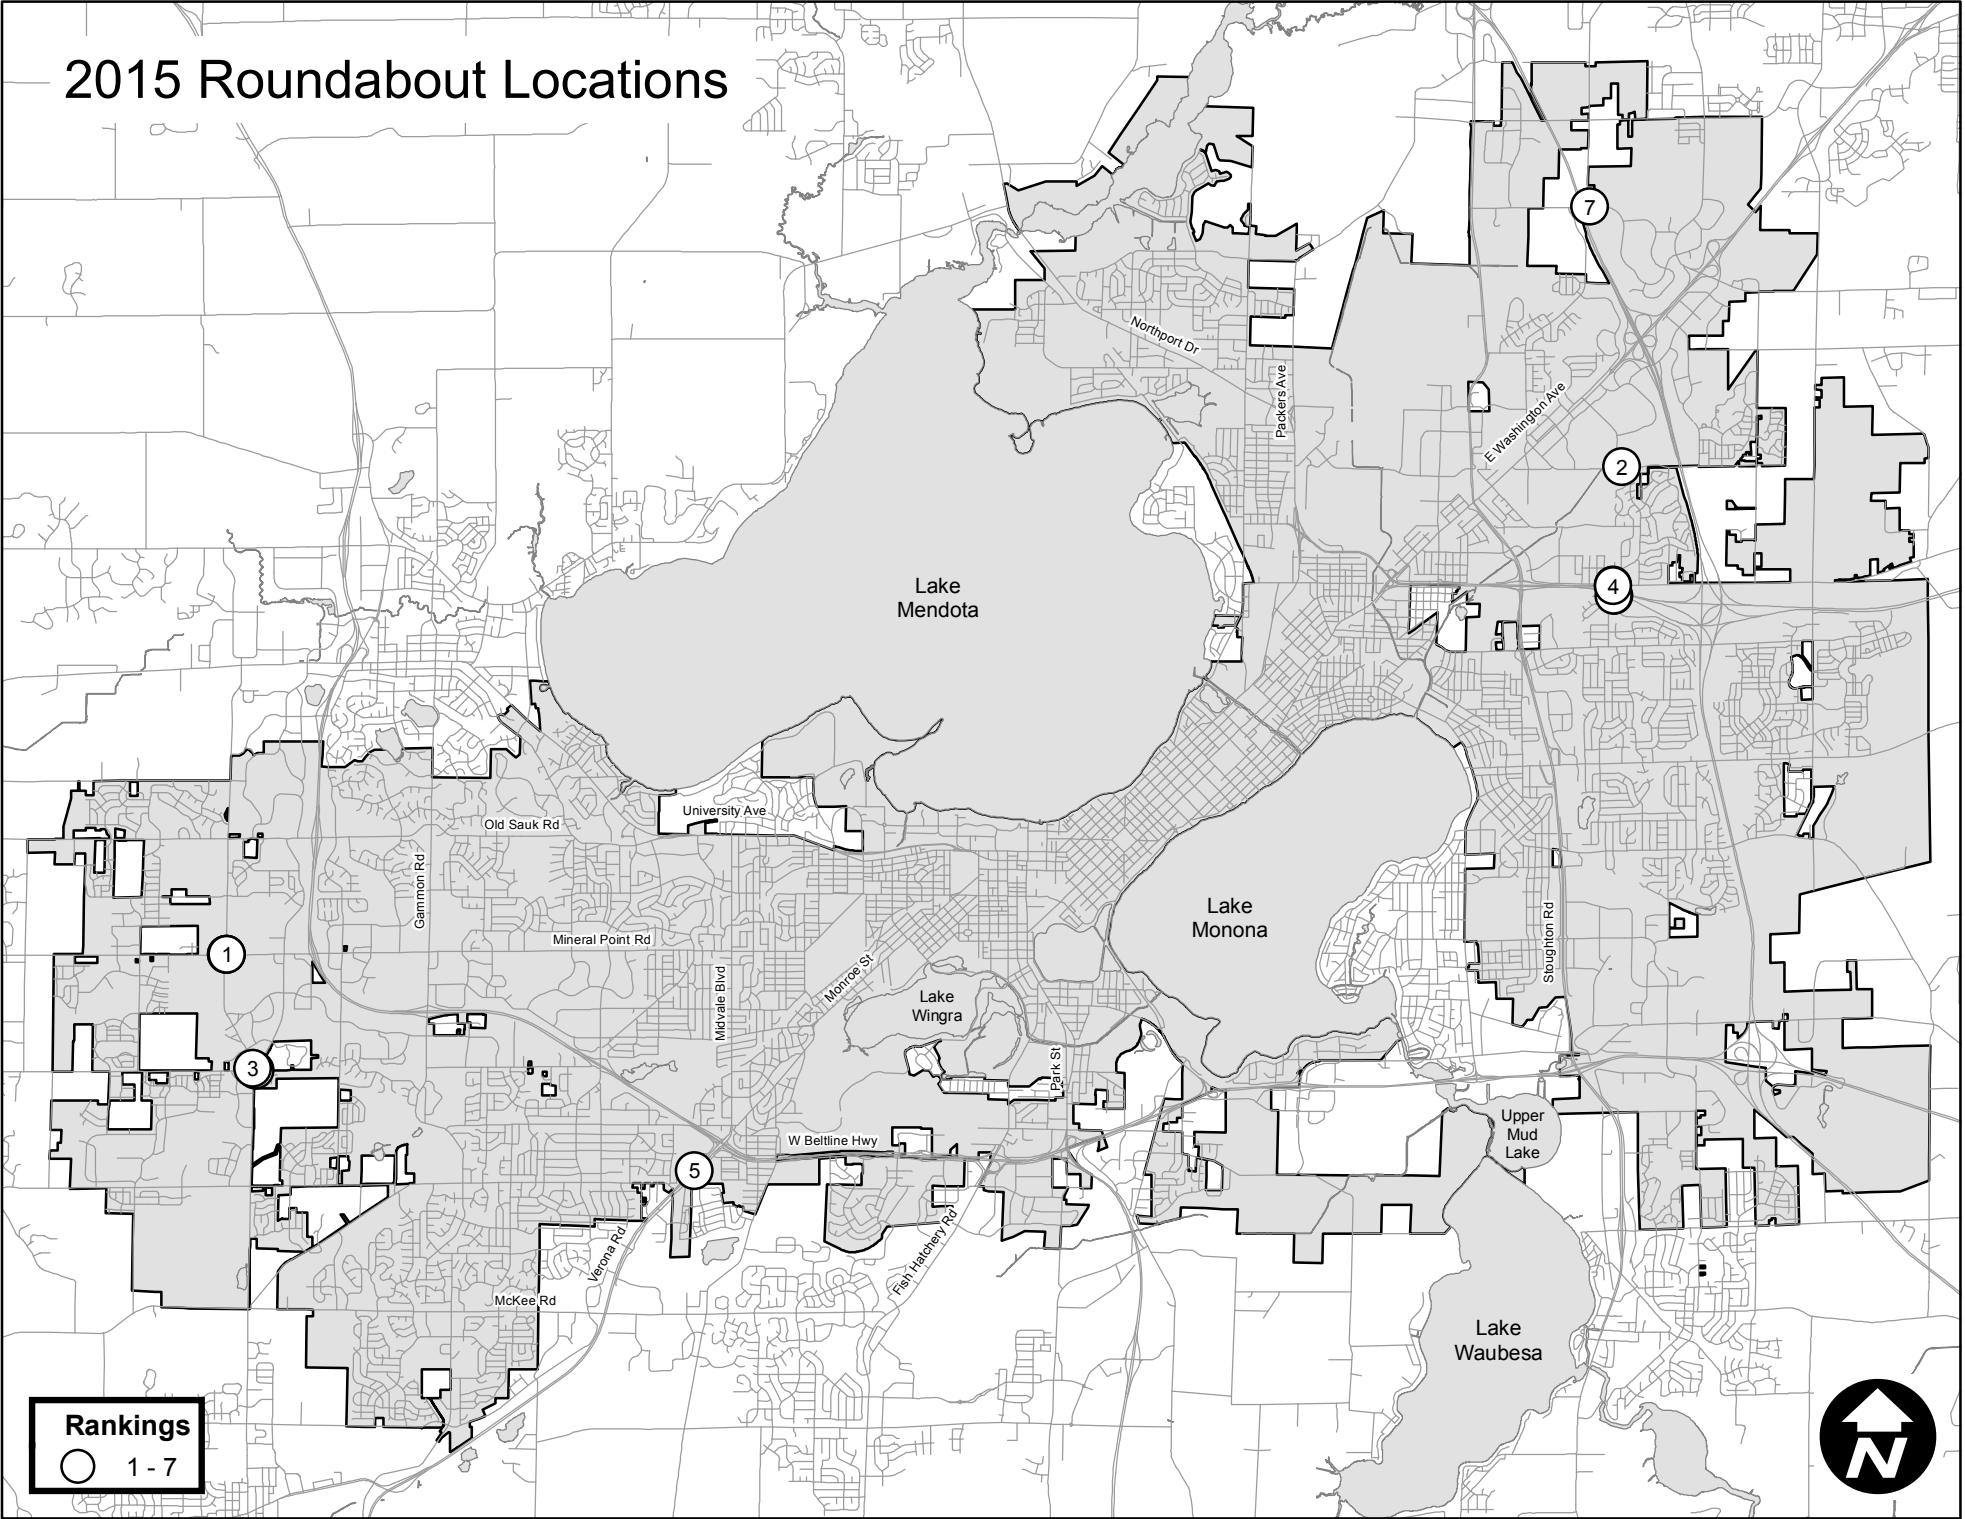 2015 Roundabout Locations
7
Northport Dr
Packers Ave
E Washington Ave
2
Lake
Mendota
4
University Ave
Old Sauk Rd
Gammon Rd
Lake
Monona
Stoughton Rd
Mineral Point Rd
1
Midvale Blvd
Monroe St
Lake
Wingra
Park St
3
W Beltline Hwy
Upper
Mud
Lake
5
Verona Rd
Fish Hatchery Rd
McKee Rd
Lake
Waubesa
Rankings
1 - 7
N